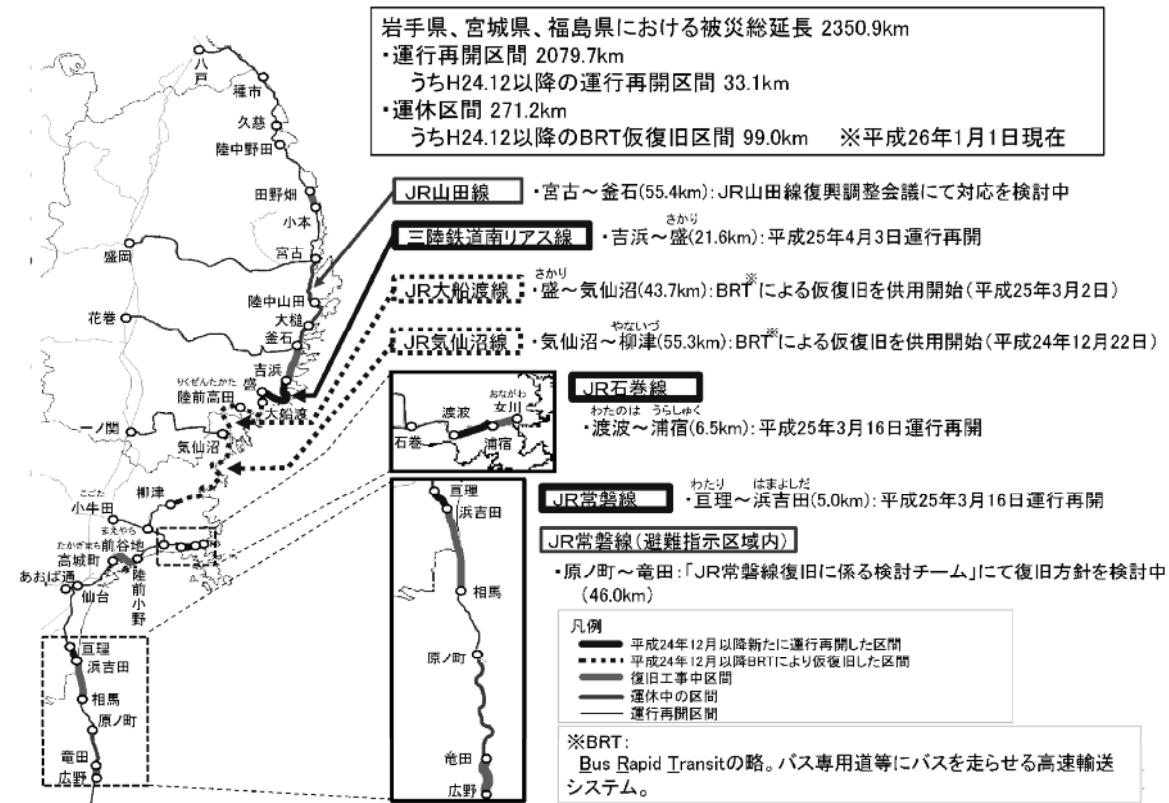 岩手県、宮城県、福島県における被災総延長 2350.9km
・運行再開区間 2079.7km
うちH24.12以降の運行再開区間 33.1km
・運休区間 271.2km
うちH24.12以降のBRT仮復旧区間 99.0km ※平成26年1月1日現在
八戸
種市
久慈
陸中野田
田野畑
小本
宮古
盛岡
陸中山田
大槌
花巻
釜石
吉浜
盛
りくぜんたかた
陸前高田
大船渡
一ノ関
気仙沼
柳津
こごた
小牛田
まえやち
前谷地
たかぎまち
高城町
陸前小野
あおば通
仙台
亘理
浜吉田
相馬
原ノ町
竜田
広野
JR山田線
・宮古～釜石(55.4km):JR山田線復興調整会議にて対応を検討中
三陸鉄道南リアス線
さかり
・吉浜～盛(21.6km):平成25年4月3日運行再開
JR大船渡線
さかり
・盛～気仙沼(43.7km):BRT※による仮復旧を供用開始(平成25年3月2日)
JR気仙沼線
やないづ
・気仙沼～柳津(55.3km):BRT※による仮復旧を供用開始(平成24年12月22日)
おながわ
女川
渡波
石巻
浦宿
JR石巻線
わたのは うらしゅく
・渡波～浦宿(6.5km):平成25年3月16日運行再開
亘理
浜吉田
相馬
原ノ町
竜田
広野
JR常磐線
わたり はまよしだ
・亘理～浜吉田(5.0km):平成25年3月16日運行再開
JR常磐線(避難指示区域内)
・原ノ町～竜田:「JR常磐線復旧に係る検討チーム」にて復旧方針を検討中
(46.0km)
凡例
平成24年12月以降新たに運行再開した区間
平成24年12月以降BRTにより仮復旧した区間
復旧工事中区間
運休中の区間
運行再開区間
※BRT:
Bus Rapid Transitの略。バス専用道等にバスを走らせる高速輸送
システム。